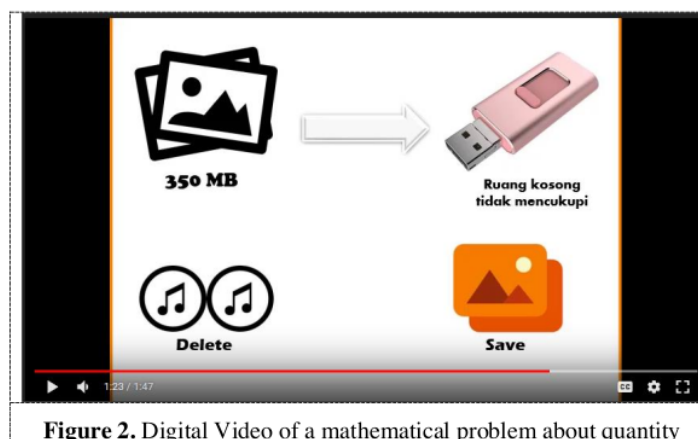 350 MB
Ruang kosong
tidak mencukupi
Delete
Save
1:23 / 1:47
CC
Figure 2. Digital Video of a mathematical problem about quantity